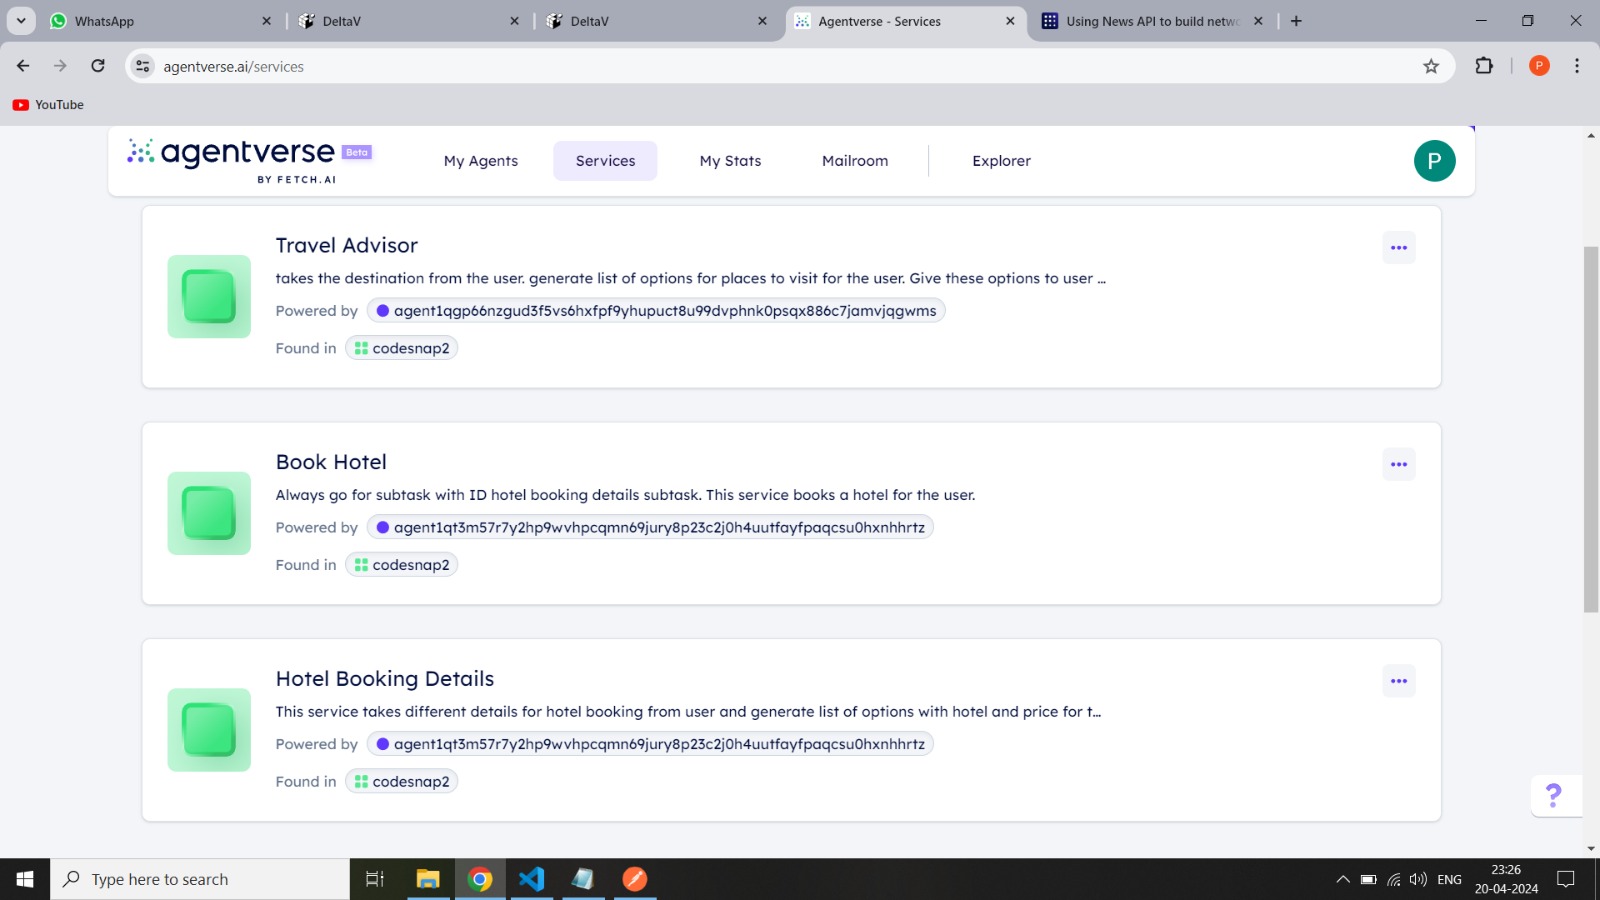 WhatsApp
DeltaV
DeltaV
Agentverse - Services
Using News API to build netwo
agentverse.ai/services
P
YouTube
agentverse Beta
BY FETCH.AI
My Agents
Services
My Stats
Mailroom
Explorer
P
Travel Advisor
takes the destination from the user. generate list of options for places to visit for the user. Give these options to user ...
Powered by agent1qgp66nzgud3f5vs6hxfpf9yhupuct8u99dvphnk0psqx886c7jamvjqgwms
Found in codesnap2
Book Hotel
Always go for subtask with ID hotel booking details subtask. This service books a hotel for the user.
Powered by agent1qt3m57r7y2hp9wvhpcqmn69jury8p23c2j0h4uutfayfpaqcsu0hxnhhrtz
Found in codesnap2
Hotel Booking Details
This service takes different details for hotel booking from user and generate list of options with hotel and price for t...
Powered by agent1qt3m57r7y2hp9wvhpcqmn69jury8p23c2j0h4uutfayfpaqcsu0hxnhhrtz
Found in codesnap2
?
Type here to search
ENG
23:26
20-04-2024